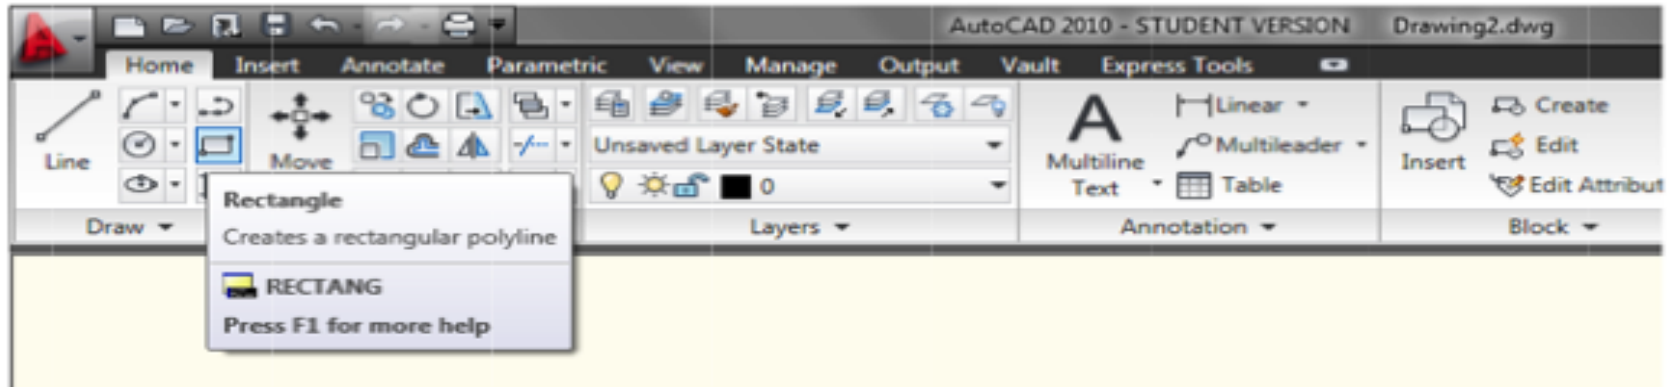 AutoCAD 2010 - STUDENT VERSION Drawing2.dwg
Home Insert Annotate Parametric View Manage Output Vault Express Tools
Line
Move
Unsaved Layer State
0
Multiline
Text
Linear
Multileader
Table
Insert
Create
Edit
Edit Attribut
Draw
Layers
Annotation
Block
Rectangle
Creates a rectangular polyline
RECTANG
Press F1 for more help